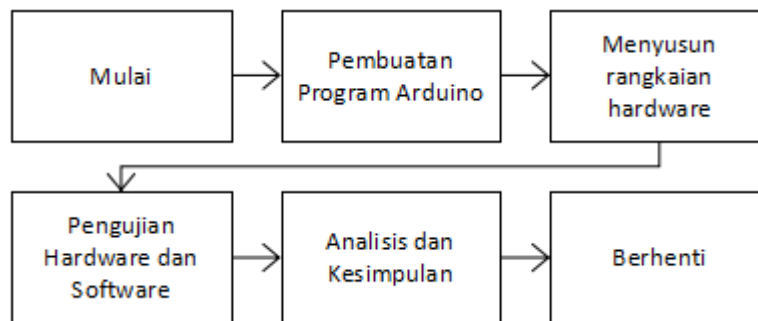 Mulai
Pembuatan
Program Arduino
Menyusun
rangkaian
hardware
Pengujian
Hardware dan
Software
Analisis dan
Kesimpulan
Berhenti